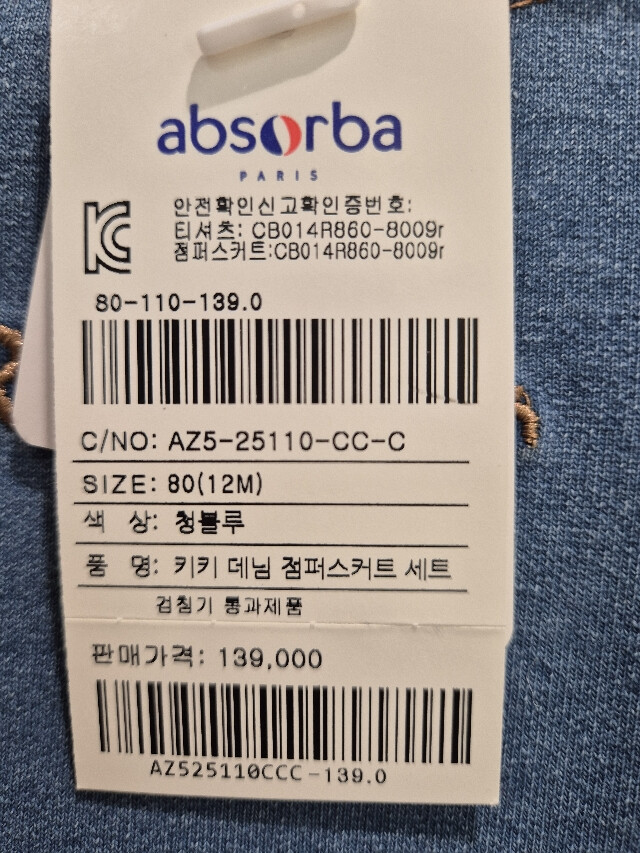 absorba
PARIS
안전확인신고확인증번호:
티셔츠: CB014R860-8009r
점퍼스커트:CB014R860-8009r
80-110-139.0
C/NO: AZ5-25110-CC-C
SIZE: 80(12M)
색 상: 청블루
품 명: 키키 데님 점퍼스커트 세트
검침기 통과제품
판매가격: 139,000
AZ525110CCC-139.0